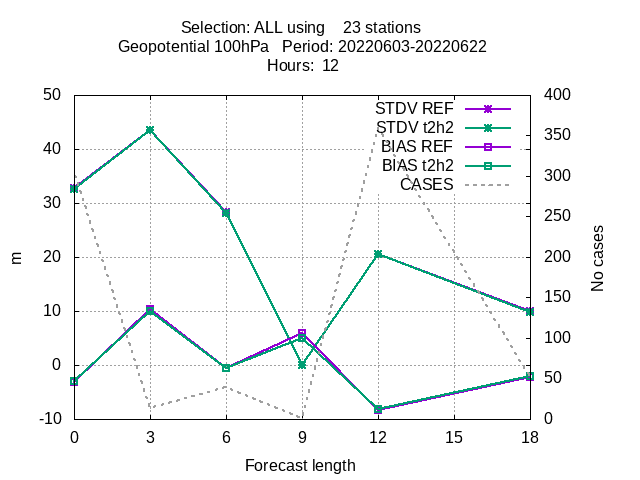 Selection: ALL using    23 stations
Geopotential 100hPa   Period: 20220603-20220622
Hours:  12
50 400
STDV REF
STDV t2h2
BIAS REF
BIAS t2h2
CASES
40 350
30 300
20 250
10 200
0 150
-10 100
50
0
m
No cases
0 3 6 9 12 15 18
Forecast length